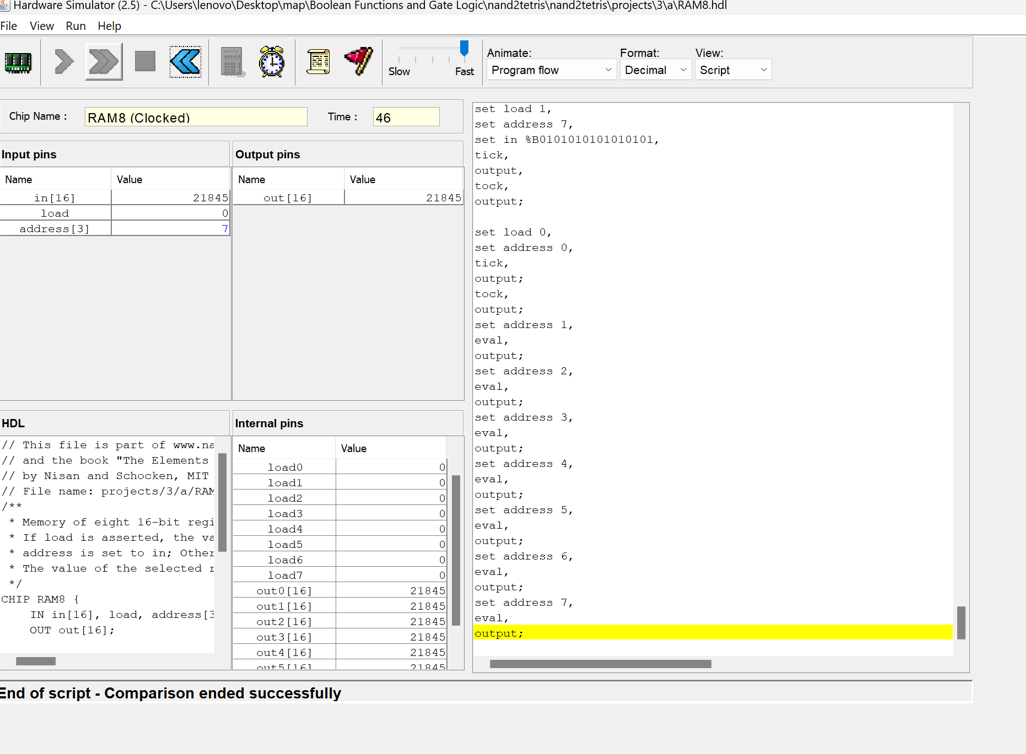 Hardware Simulator (2.5) - C:\Users\lenovo\Desktop\map\Boolean Functions and Gate Logic\nand2tetris\nand2tetris\projects\3\a\RAM8.hdl
File View Run Help
Slow Fast
Animate: Format: View:
Program flow Decimal Script
Chip Name : RAM8 (Clocked) Time : 46
Input pins
Name Value
in[16] 21845
load 0
address[3] 7
Output pins
Name Value
out[16] 21845
HDL
// This file is part of www.na
// and the book "The Elements
// by Nisan and Schocken, MIT
// File name: projects/3/a/RAM
/**
* Memory of eight 16-bit regi
* If load is asserted, the va
* address is set to in; Other
* The value of the selected r
*/
CHIP RAM8 {
IN in[16], load, address[3
OUT out[16];
Internal pins
Name Value
load0 0
load1 0
load2 0
load3 0
load4 0
load5 0
load6 0
load7 0
out0[16] 21845
out1[16] 21845
out2[16] 21845
out3[16] 21845
out4[16] 21845
out5[16] 21845
set load 1,
set address 7,
set in %B0101010101010101,
tick,
output,
tock,
output;
set load 0,
set address 0,
tick,
output;
tock,
output;
set address 1,
eval,
output;
set address 2,
eval,
output;
set address 3,
eval,
output;
set address 4,
eval,
output;
set address 5,
eval,
output;
set address 6,
eval,
output;
set address 7,
eval,
output;
End of script - Comparison ended successfully